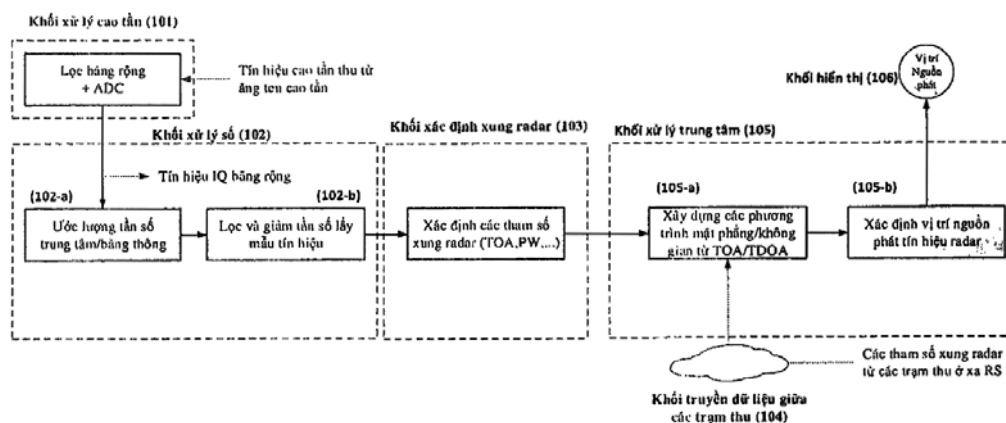 Khối xử lý cao tần (101)
Lọc băng rộng
+ ADC
Tín hiệu cao tần thu từ
ăng ten cao tần
Khối hiển thị (106)
Vị trí
Nguồn
phát
Khối xử lý số (102)
Khối xác định xung radar (103)
Khối xử lý trung tâm (105)
Tín hiệu IQ băng rộng
(102-a)
(102-b)
(105-a)
(105-b)
Ước lượng tần số
trung tâm/băng thông
Lọc và giảm tần số lấy
mẫu tín hiệu
Xác định các tham số
xung radar (TOA,PW,...)
Xây dựng các phương
trình mặt phẳng/không
gian từ TOA/TDOA
Xác định vị trí nguồn
phát tín hiệu radar
Các tham số xung radar
từ các trạm thu ở xa RS
Khối truyền dữ liệu giữa
các trạm thu (104)